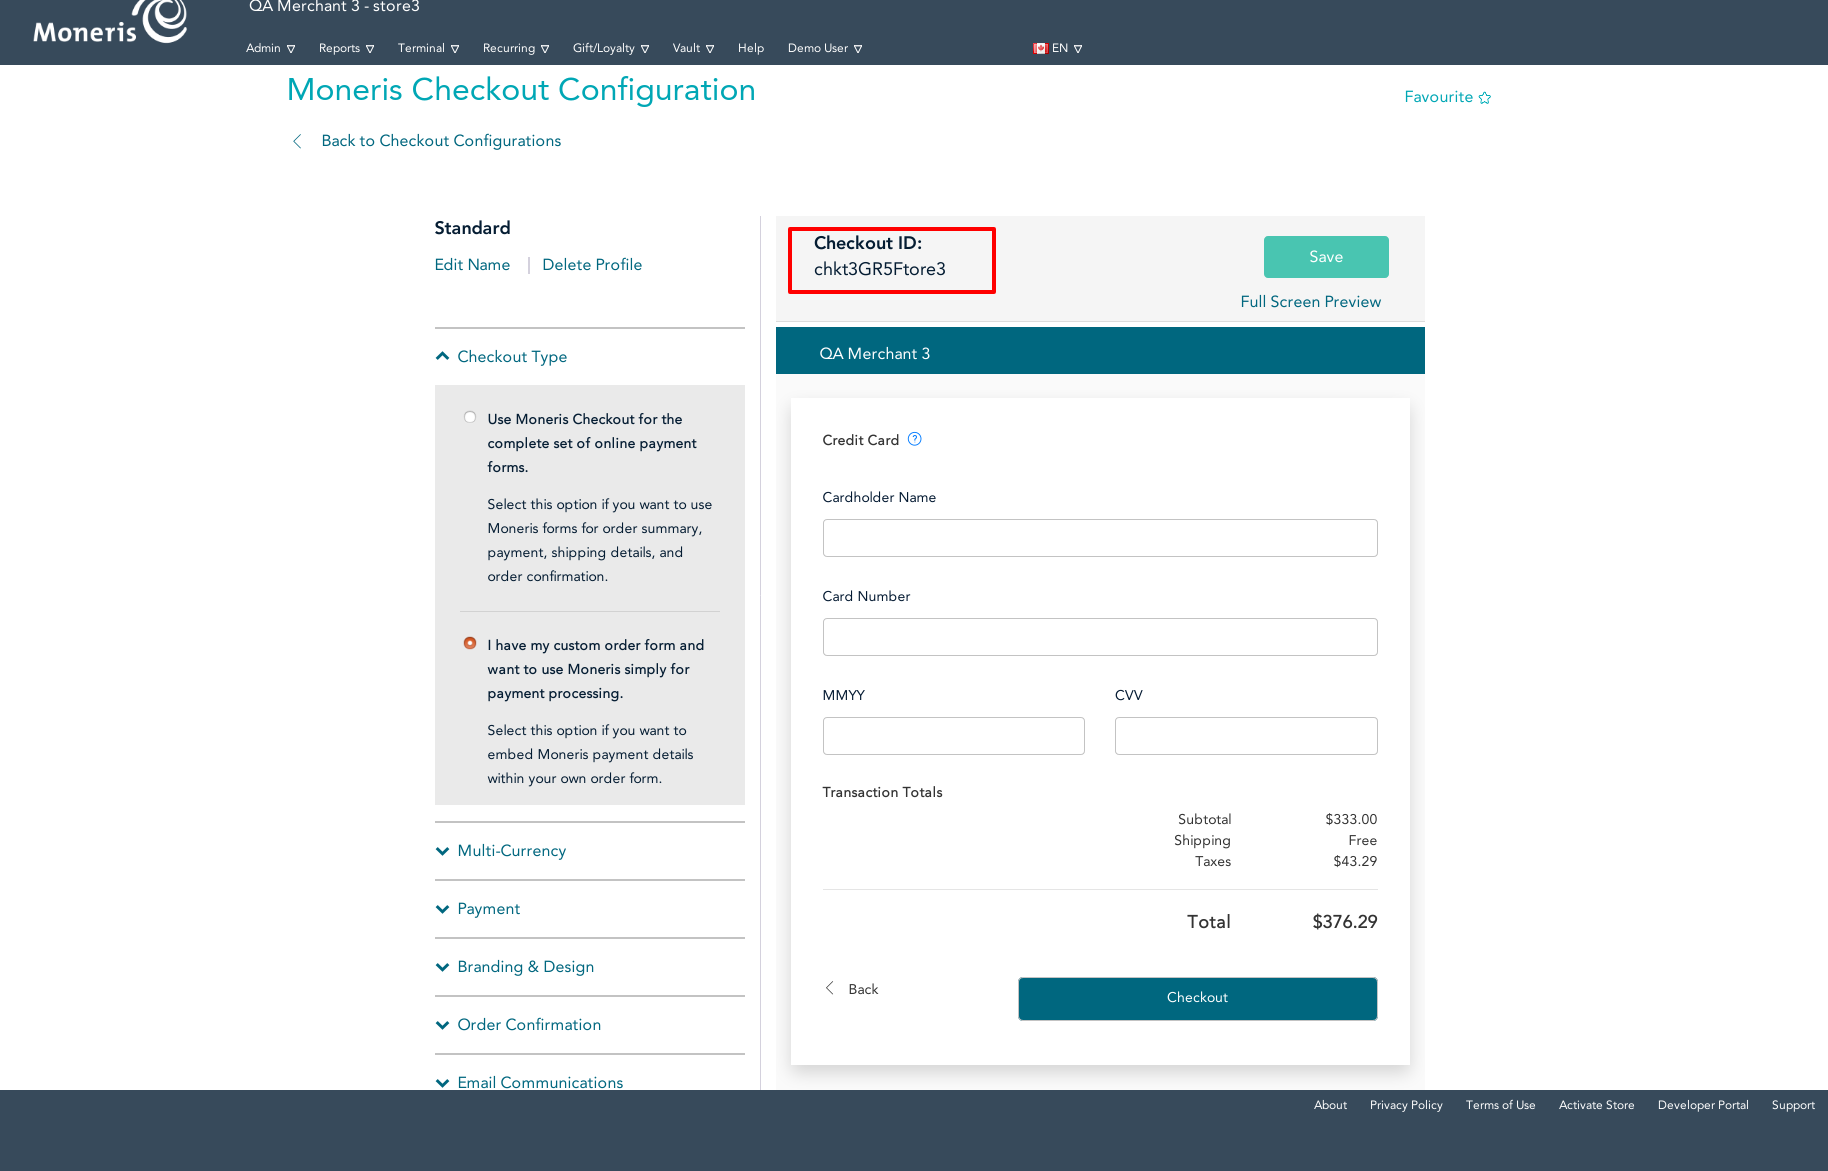 Moneris
QA Merchant 3 - store3
Admin
Reports
Terminal
Recurring
Gift/Loyalty
Vault
Help
Demo User
EN
Moneris Checkout Configuration
Favourite
Back to Checkout Configurations
Standard
Edit Name
Delete Profile
Checkout Type
Use Moneris Checkout for the
complete set of online payment
forms.
Select this option if you want to use
Moneris forms for order summary,
payment, shipping details, and
order confirmation.
I have my custom order form and
want to use Moneris simply for
payment processing.
Select this option if you want to
embed Moneris payment details
within your own order form.
Multi-Currency
Payment
Branding & Design
Order Confirmation
Email Communications
Checkout ID:
chkt3GR5Ftore3
Save
Full Screen Preview
QA Merchant 3
Credit Card ?
Cardholder Name
Card Number
MMYY
CVV
Transaction Totals
Subtotal $333.00
Shipping Free
Taxes $43.29
Total $376.29
Back
Checkout
About
Privacy Policy
Terms of Use
Activate Store
Developer Portal
Support